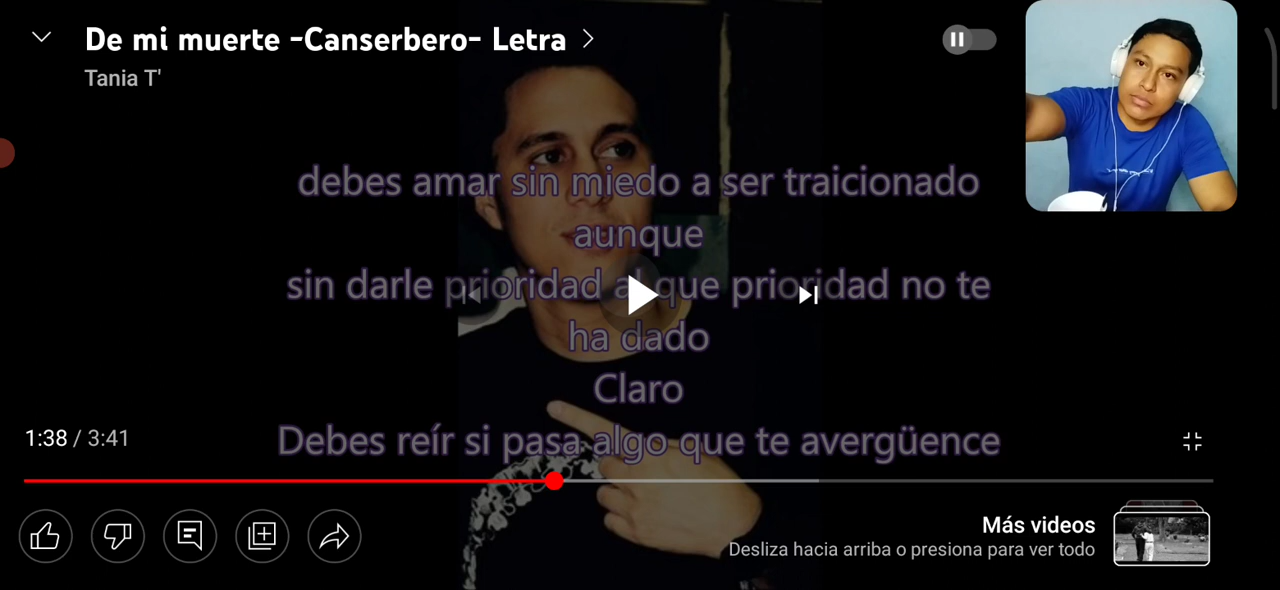 De mi muerte -Canserbero- Letra
Tania T'
debes amar sin miedo a ser traicionado
aunque
sin darle prioridad al que prioridad no te
ha dado
Claro
Debes reír si pasa algo que te avergüence
1:38 / 3:41
Más videos
Desliza hacia arriba o presiona para ver todo